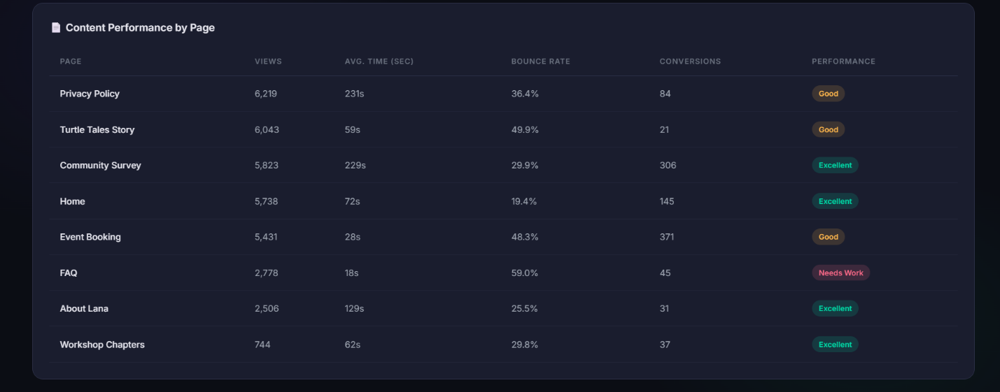 Content Performance by Page
PAGE VIEWS AVG. TIME (SEC) BOUNCE RATE CONVERSIONS PERFORMANCE
Privacy Policy 6,219 231s 36.4% 84 Good
Turtle Tales Story 6,043 59s 49.9% 21 Good
Community Survey 5,823 229s 29.9% 306 Excellent
Home 5,738 72s 19.4% 145 Excellent
Event Booking 5,431 28s 48.3% 371 Good
FAQ 2,778 18s 59.0% 45 Needs Work
About Lana 2,506 129s 25.5% 31 Excellent
Workshop Chapters 744 62s 29.8% 37 Excellent